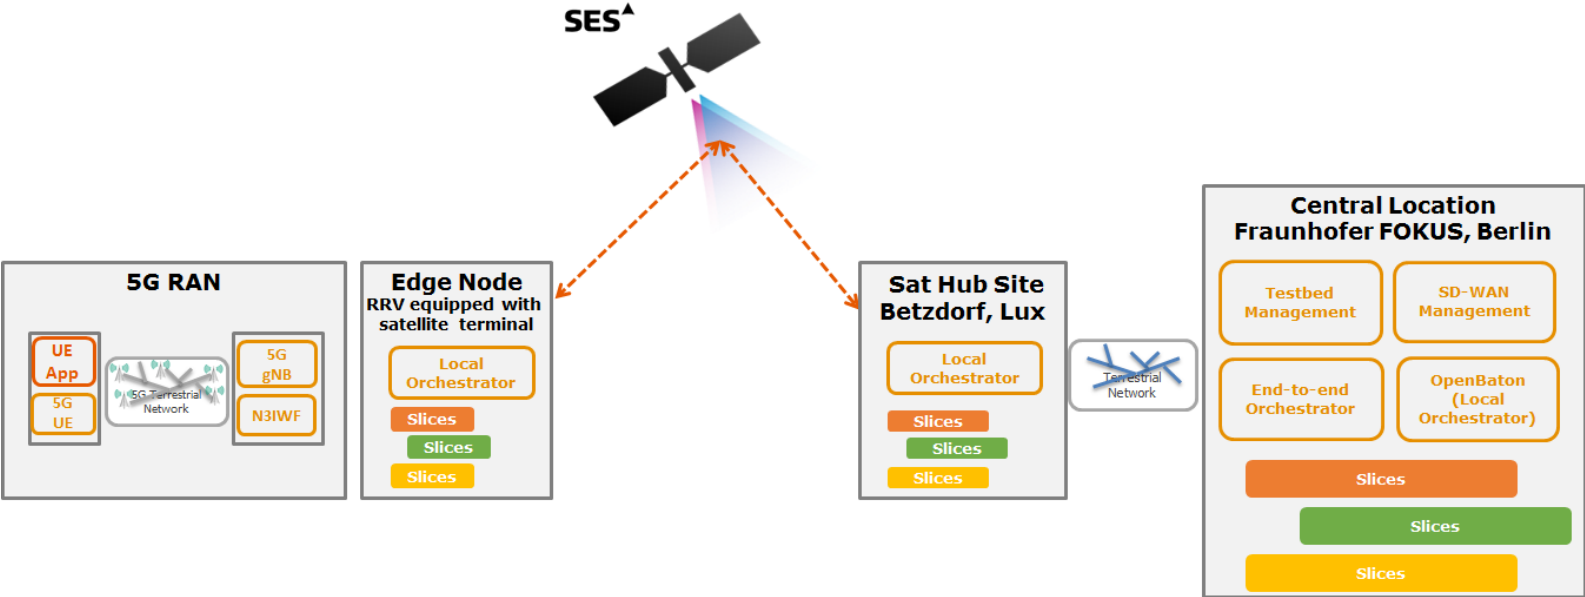 SES
5G RAN
UE
App
5G
UE
5G Terrestrial
Network
5G
gNB
N3IWF
Edge Node
RRV equipped with
satellite terminal
Local
Orchestrator
Slices
Slices
Slices
Sat Hub Site
Betzdorf, Lux
Local
Orchestrator
Slices
Slices
Slices
Terrestrial
Network
Central Location
Fraunhofer FOKUS, Berlin
Testbed
Management
SD-WAN
Management
End-to-end
Orchestrator
OpenBaton
(Local
Orchestrator)
Slices
Slices
Slices